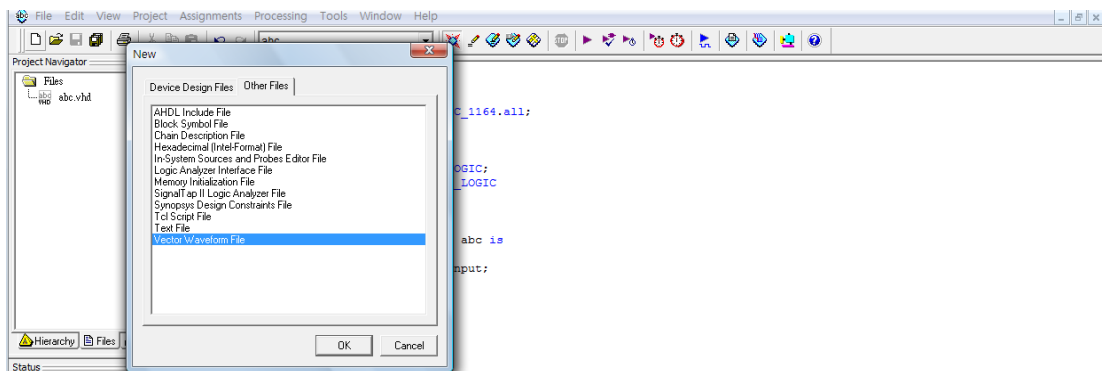 File Edit View Project Assignments Processing Tools Window Help
abc
Project Navigator
Files
abc.vhd
New
Device Design Files Other Files
AHDL Include File
Block Symbol File
Chain Description File
Hexadecimal (Intel-Format) File
In-System Sources and Probes Editor File
Logic Analyzer Interface File
Memory Initialization File
SignalTap II Logic Analyzer File
Synopsys Design Constraints File
Tcl Script File
Text File
Vector Waveform File
OK Cancel
C_1164.all;
OGIC;
_LOGIC
abc is
nput;
Hierarchy Files
Status